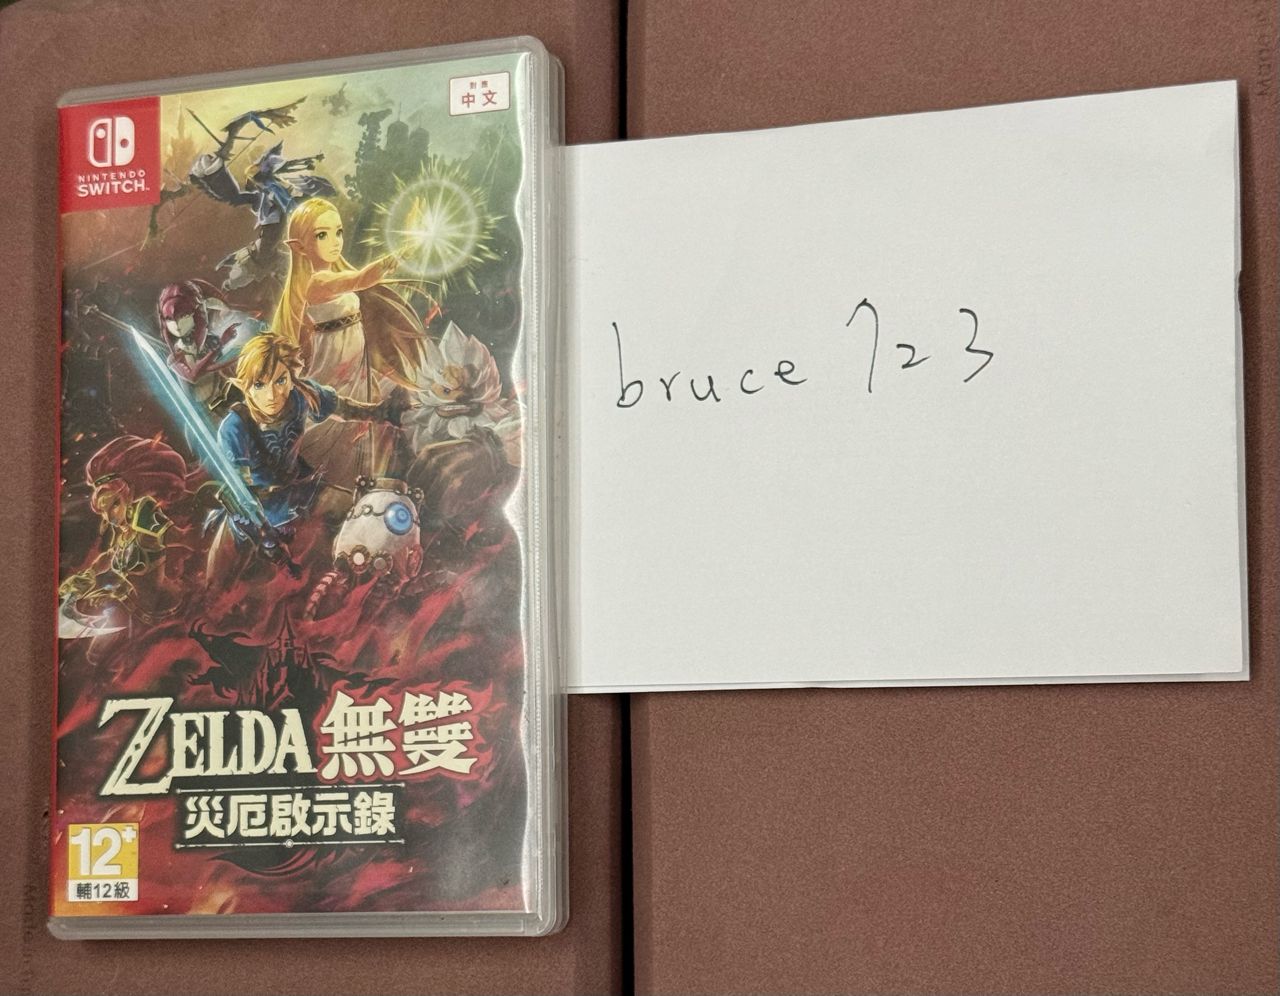 NINTENDO
SWITCH
對應
中文
ZELDA無雙
災厄啟示錄
12+
輔12級
bruce 723